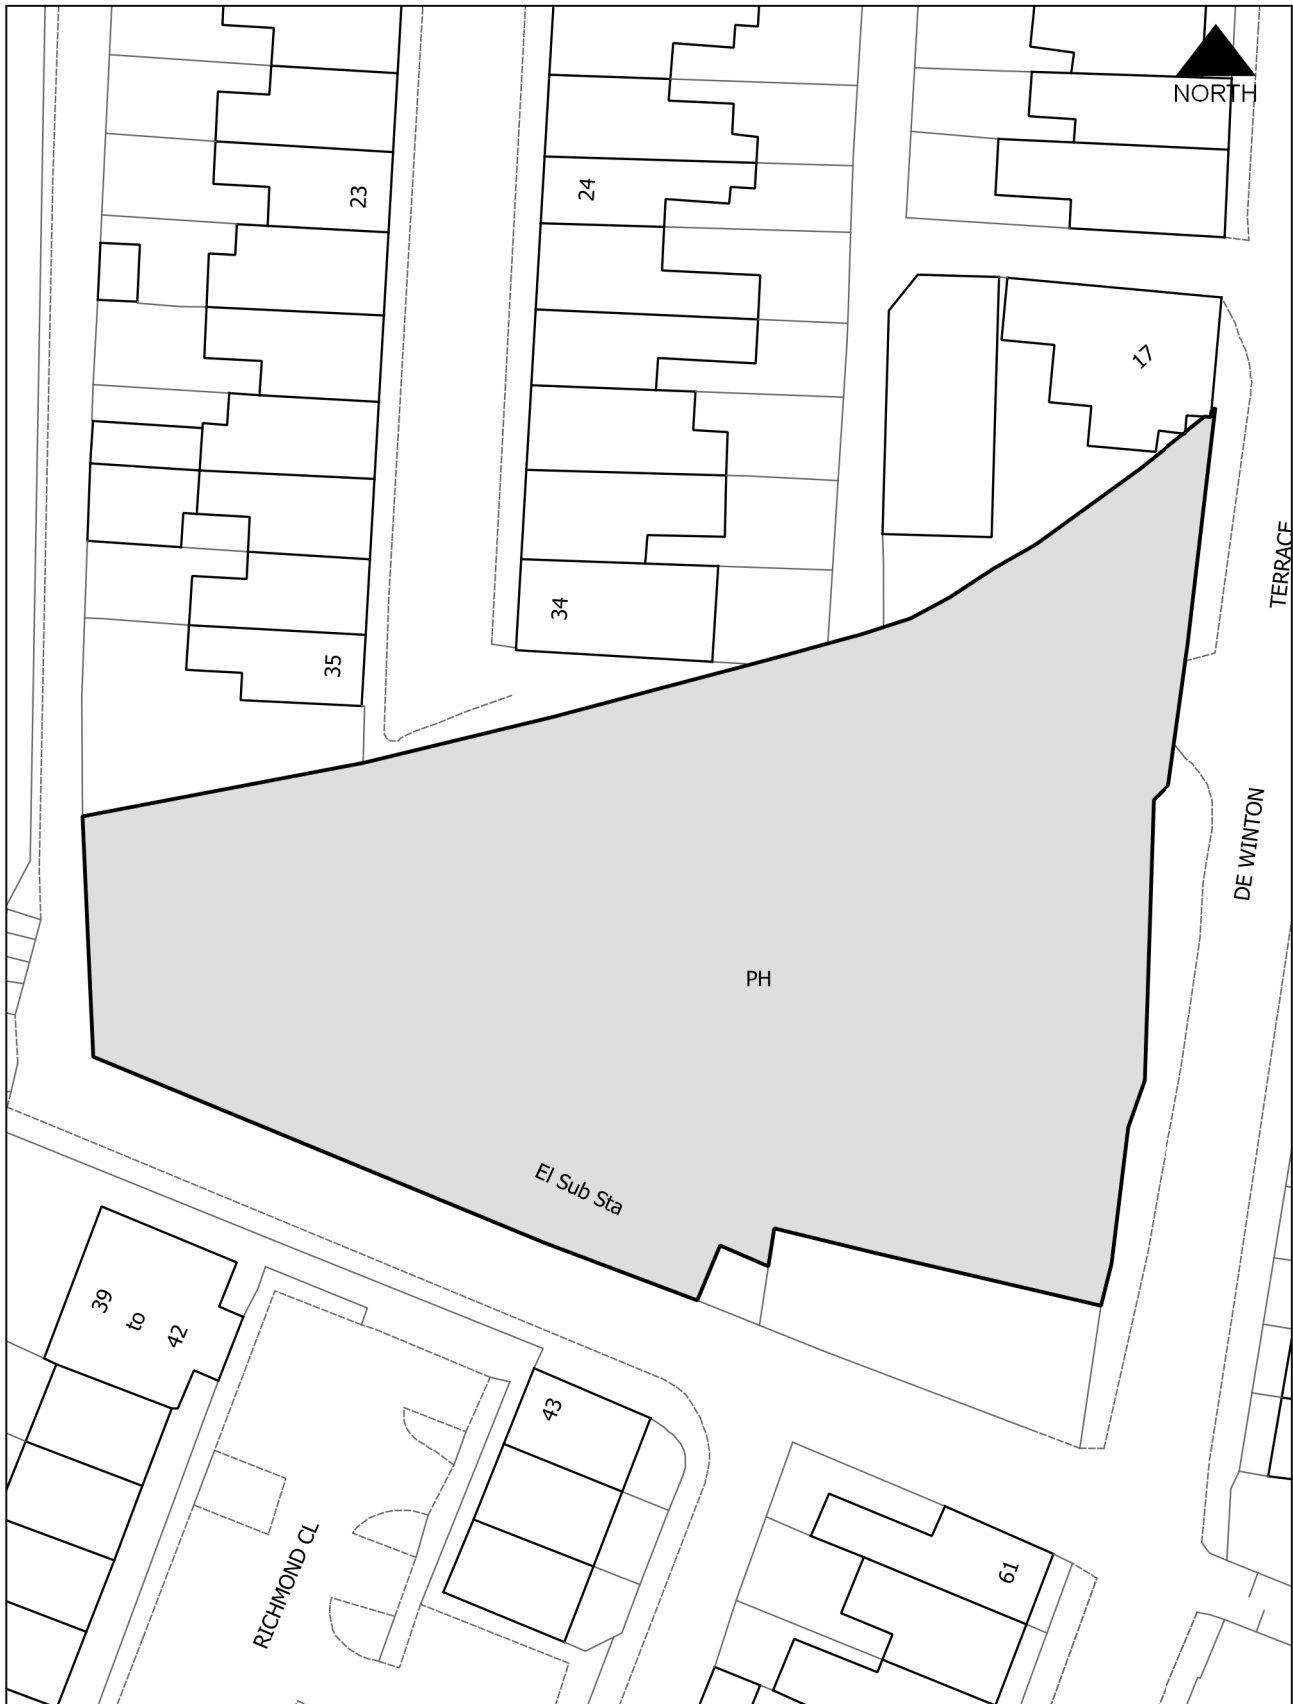 NORTH
23
24
17
TERRACE
34
35
DE WINTON
PH
El Sub Sta
39
to
42
43
RICHMOND CL
61